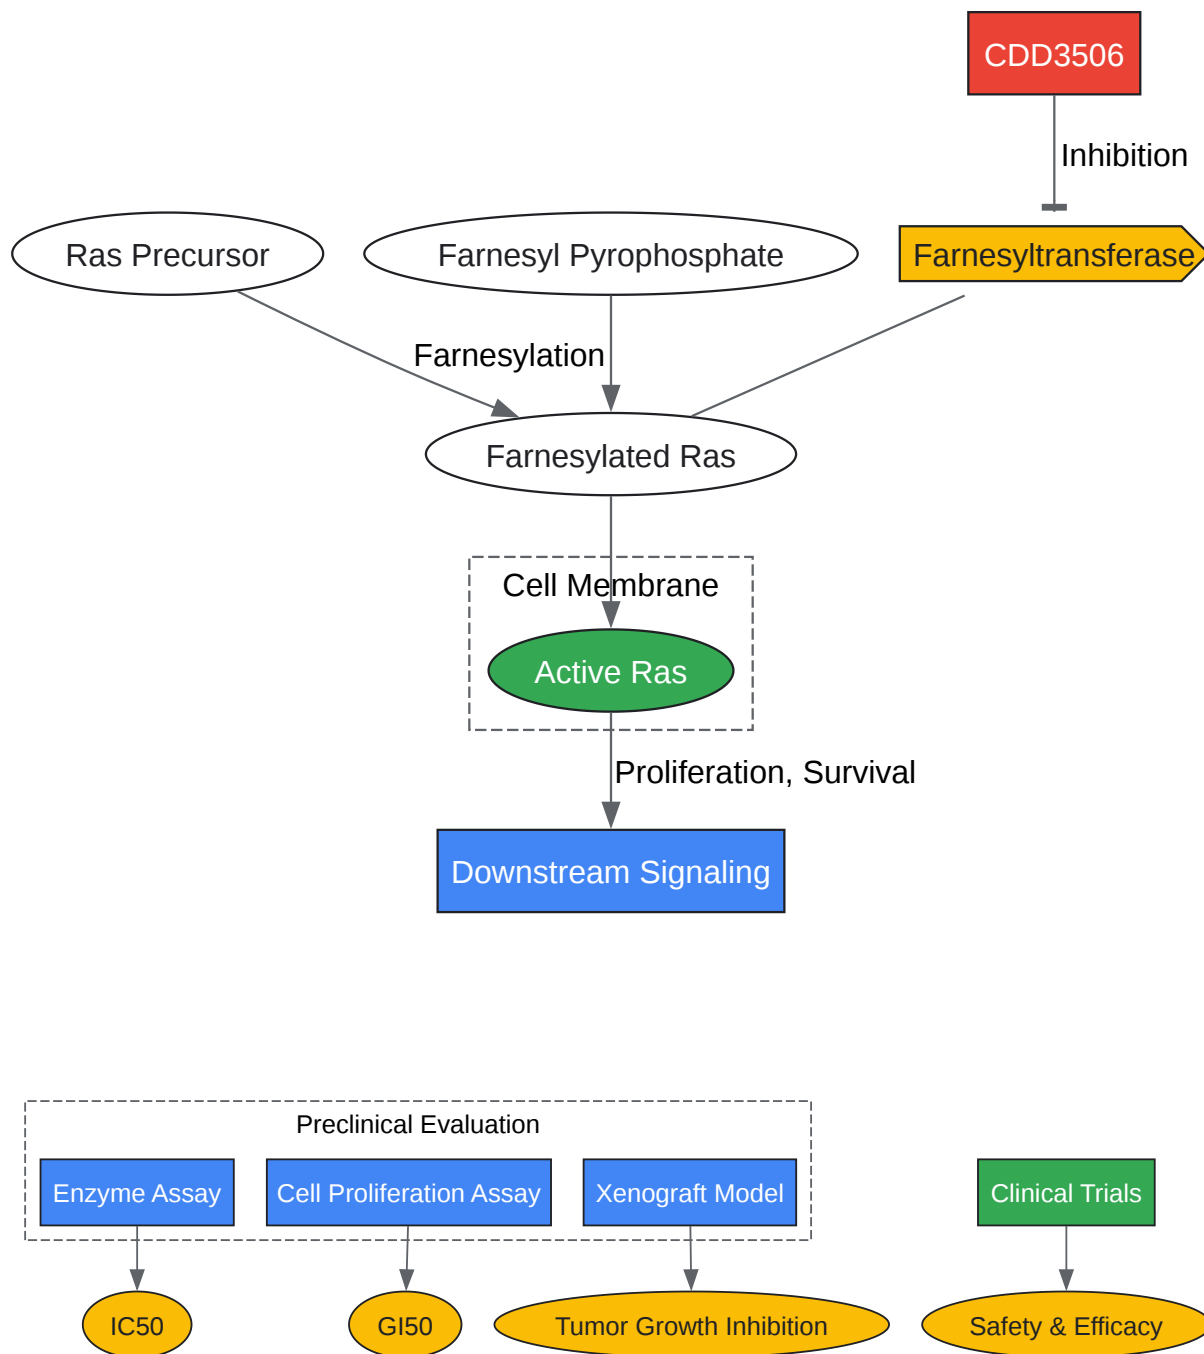 CDD3506
Inhibition
Ras Precursor
Farnesyl Pyrophosphate
Farnesyltransferase
Farnesylation
Farnesylated Ras
Cell Membrane
Active Ras
Proliferation, Survival
Downstream Signaling
Preclinical Evaluation
Enzyme Assay
Cell Proliferation Assay
Xenograft Model
Clinical Trials
IC50
GI50
Tumor Growth Inhibition
Safety & Efficacy